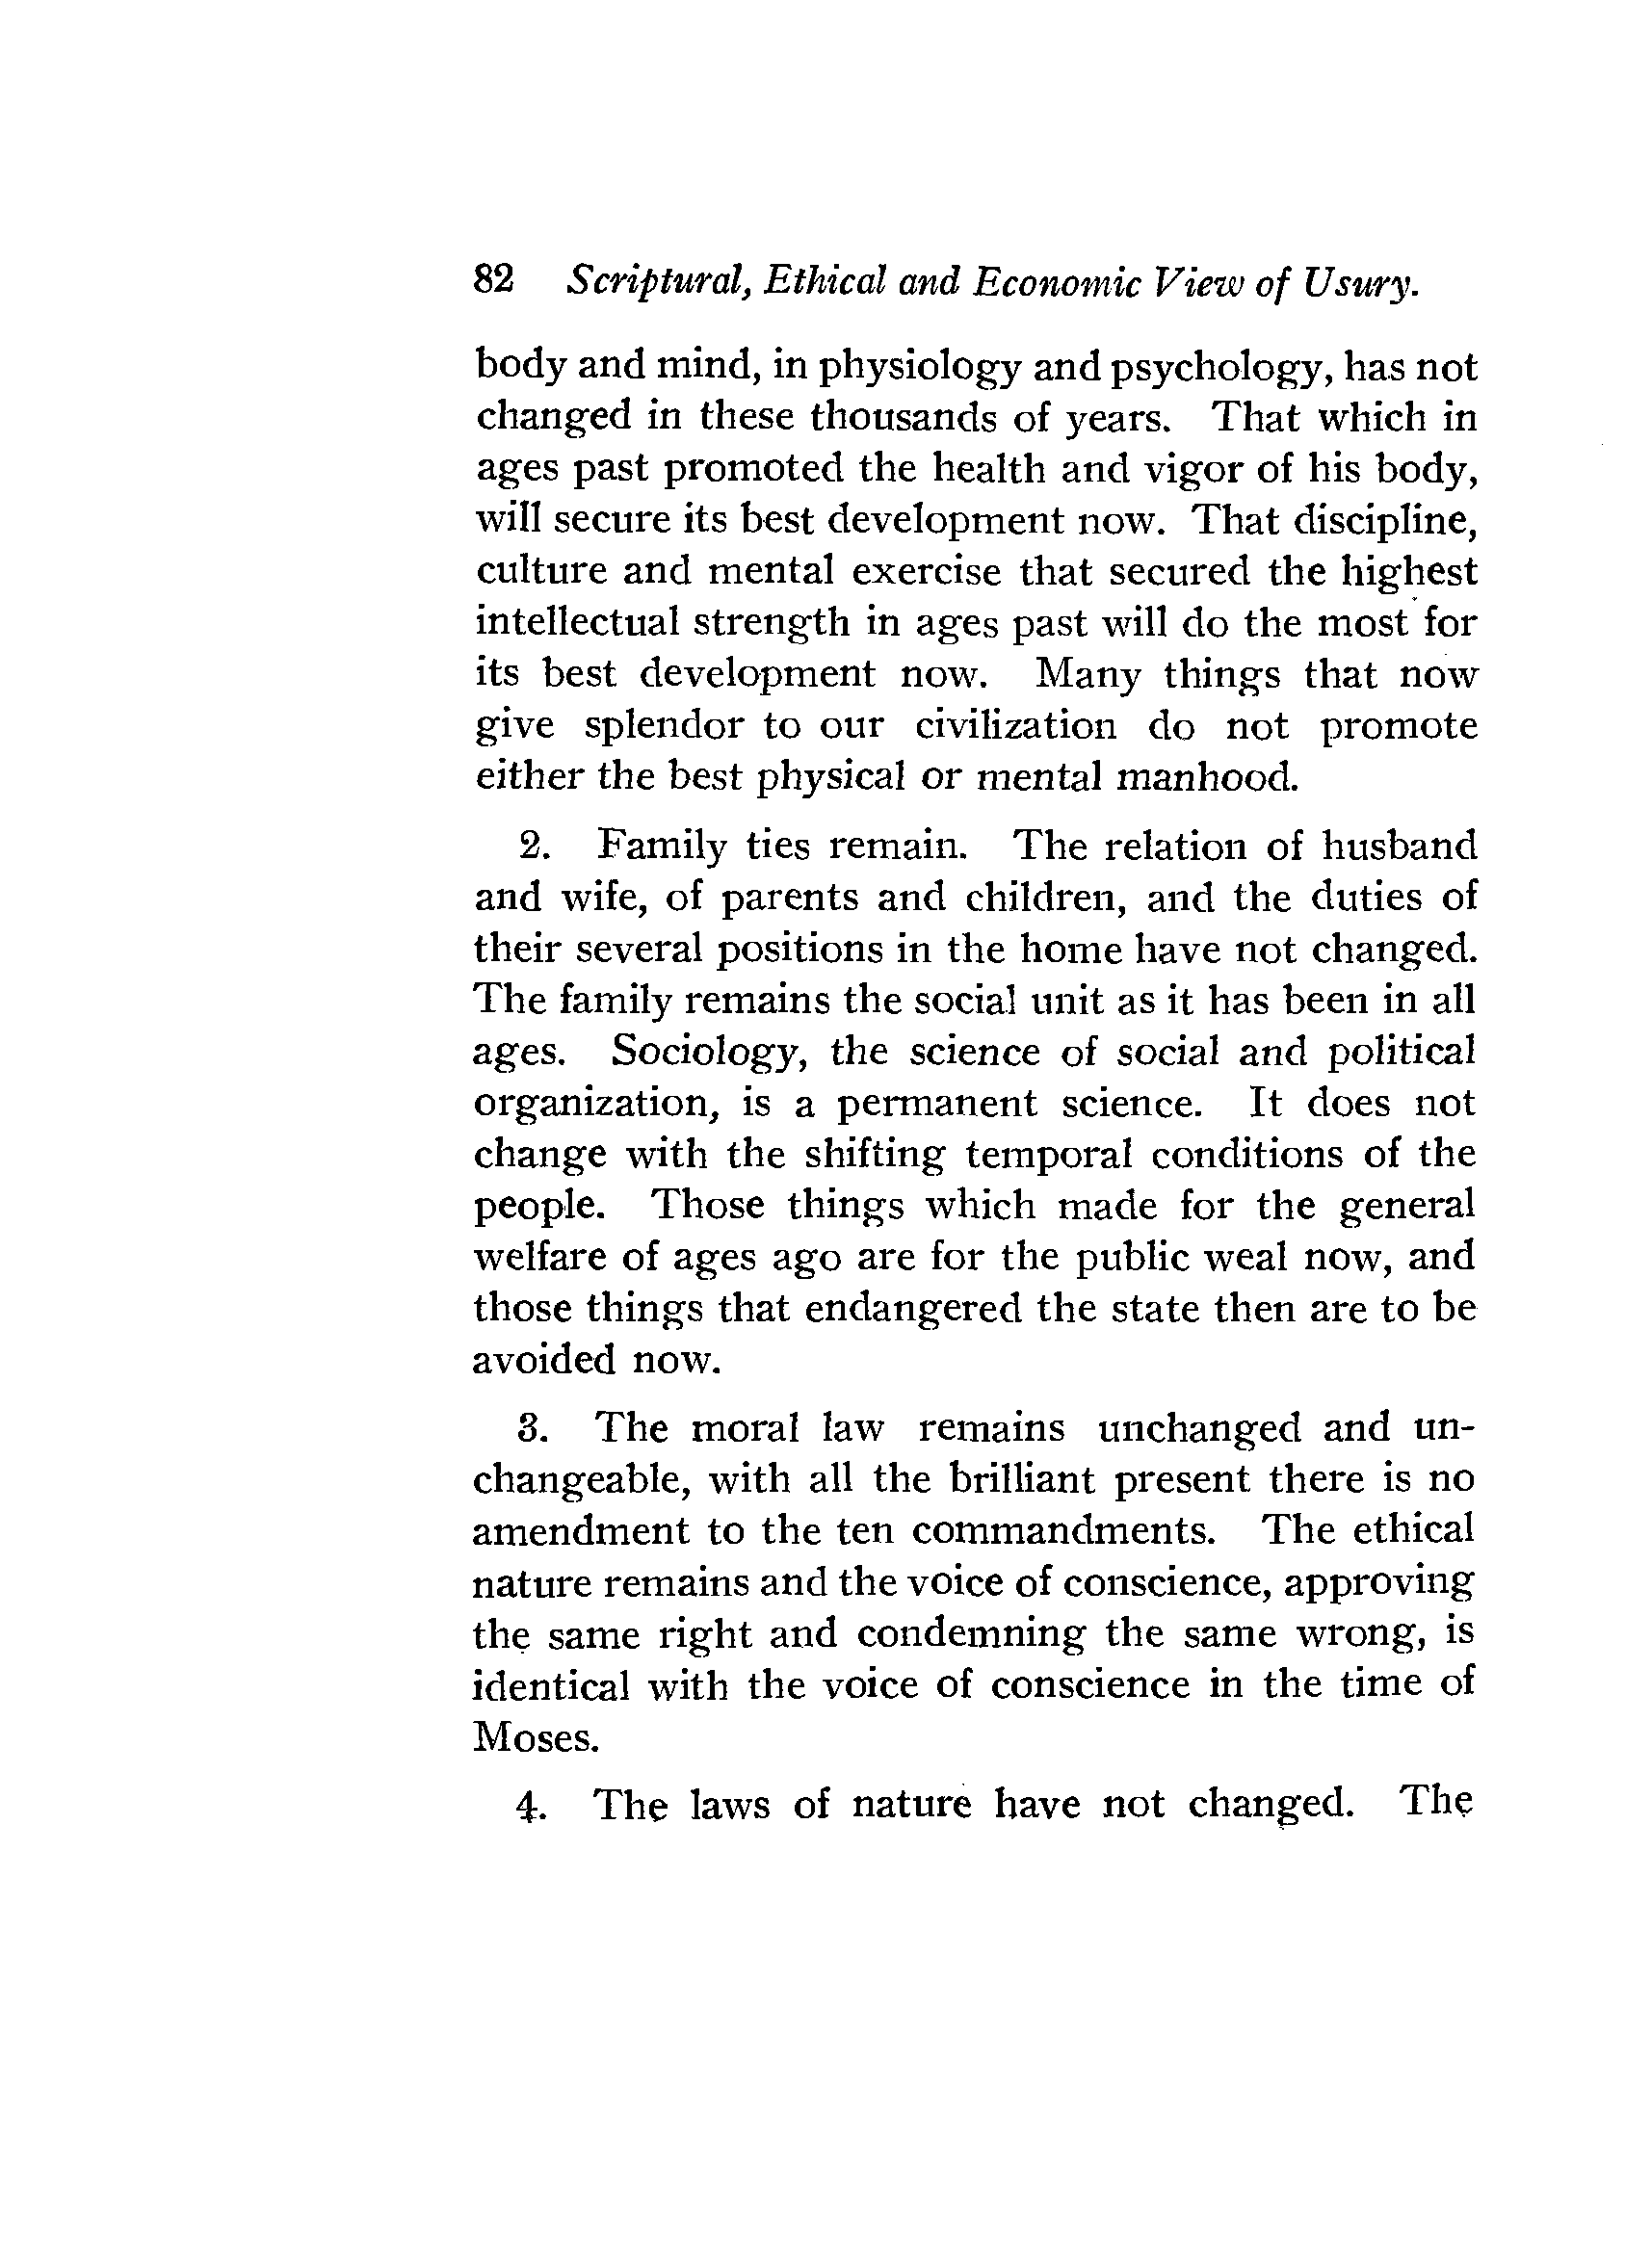 82 Scriptural, Ethical and Economic View of Usury.
body and mind, in physiology and psychology, has not
changed in these thousands of years. That which in
ages past promoted the health and vigor of his body,
will secure its best development now. That discipline,
culture and mental exercise that secured the highest
intellectual strength in ages past will do the most for
its best development now. Many things that now
give splendor to our civilization do not promote
either the best physical or mental manhood.
2. Family ties remain. The relation of husband
and wife, of parents and children, and the duties of
their several positions in the home have not changed.
The family remains the social unit as it has been in all
ages. Sociology, the science of social and political
organization, is a permanent science. It does not
change with the shifting temporal conditions of the
people. Those things which made for the general
welfare of ages ago are for the public weal now, and
those things that endangered the state then are to be
avoided now.
3. The moral law remains unchanged and un-
changeable, with all the brilliant present there is no
amendment to the ten commandments. The ethical
nature remains and the voice of conscience, approving
the same right and condemning the same wrong, is
identical with the voice of conscience in the time of
Moses.
4. The laws of nature have not changed. The